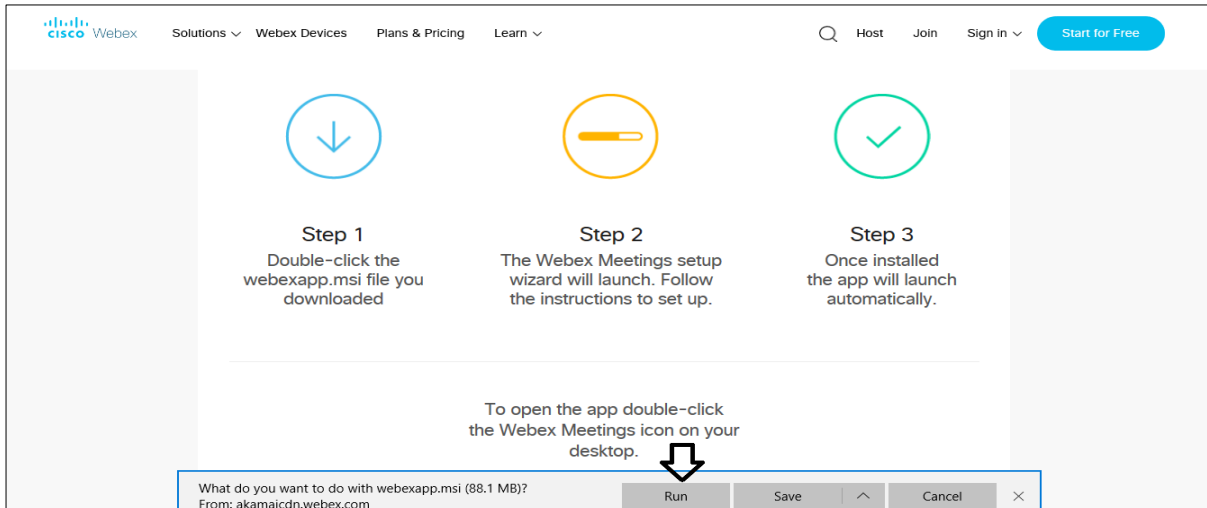 CISCO Webex Solutions Webex Devices Plans & Pricing Learn Host Join Sign in Start for Free
Step 1
Double-click the
webexapp.msi file you
downloaded
Step 2
The Webex Meetings setup
wizard will launch. Follow
the instructions to set up.
Step 3
Once installed
the app will launch
automatically.
To open the app double-click
the Webex Meetings icon on your
desktop.
What do you want to do with webexapp.msi (88.1 MB)?
From: akamaicdn.webex.com
Run Save Cancel